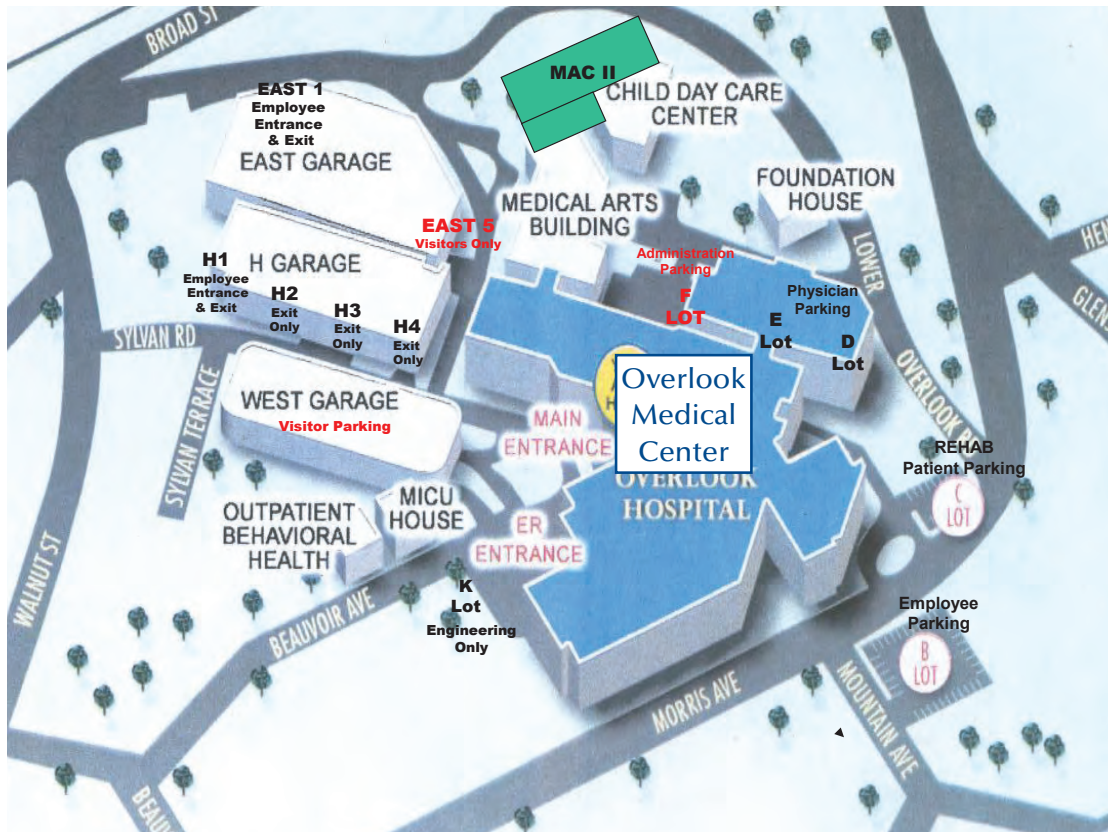 BROAD ST
MAC II
CHILD DAY CARE
CENTER
EAST 1
Employee
Entrance
& Exit
EAST GARAGE
FOUNDATION
HOUSE
MEDICAL ARTS
BUILDING
EAST 5
Visitors Only
H GARAGE
H1
Employee
Entrance
& Exit
H2
Exit
Only
H3
Exit
Only
H4
Exit
Only
Administration
Parking
F
LOT
Physician
Parking
E
Lot
D
Lot
LOWER
OVERLOOK
SYLVAN RD
SYLVAN TERRACE
WEST GARAGE
Visitor Parking
MAIN
ENTRANCE
Overlook
Medical
Center
OVERLOOK
HOSPITAL
REHAB
Patient Parking
C
LOT
MICU
HOUSE
OUTPATIENT
BEHAVIORAL
HEALTH
ER
ENTRANCE
WALNUT ST
BEAUVOIR AVE
K
Lot
Engineering
Only
Employee
Parking
B
LOT
MORRIS AVE
MOUNTAIN AVE